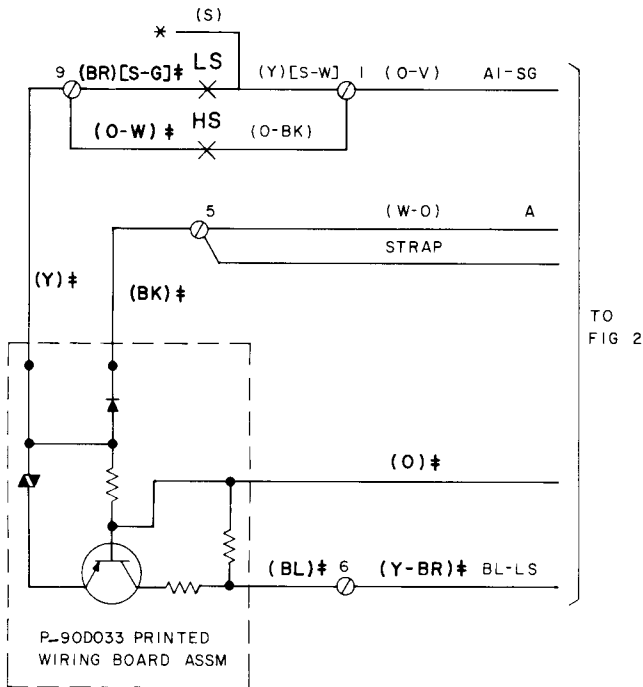 (S)
*
9 (BR)[S-G]‡ LS (Y)[S-W] 1 (O-V) A1-SG
(O-W)‡ HS (O-BK)
5 (W-O) A
STRAP
(Y)‡ (BK)‡
TO
FIG 2
(O)‡
(BL)‡ 6 (Y-BR)‡ BL-LS
P-90D033 PRINTED
WIRING BOARD ASSM